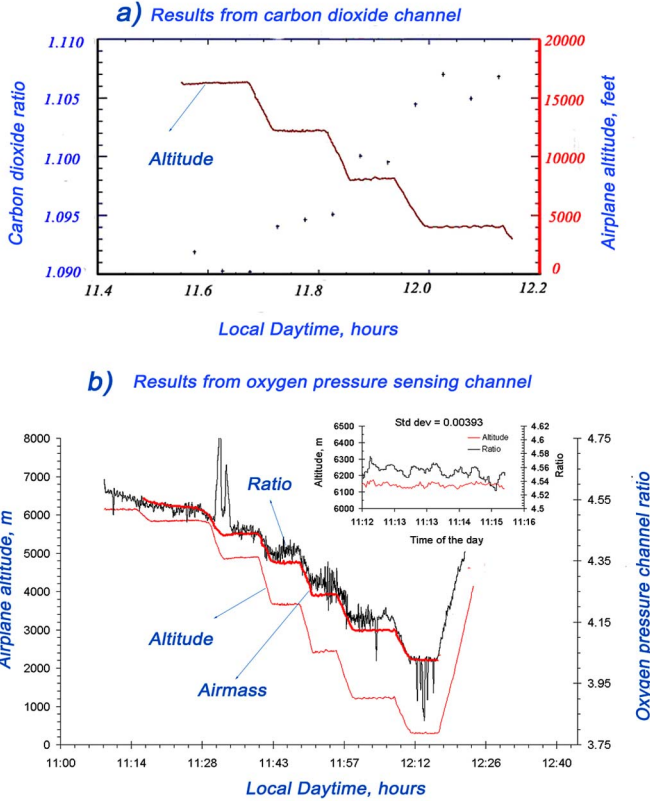 a) Results from carbon dioxide channel
1.110
1.105
1.100
1.095
1.090
Carbon dioxide ratio
20000
15000
10000
5000
0
Airplane altitude, feet
Altitude
11.4 11.6 11.8 12.0 12.2
Local Daytime, hours
b) Results from oxygen pressure sensing channel
8000
7000
6000
5000
4000
3000
2000
1000
0
Airplane altitude, m
4.75
4.55
4.35
4.15
3.95
3.75
Oxygen pressure channel ratio
Std dev = 0.00393
6500
6400
6300
6200
6100
6000
Altitude, m
Altitude
Ratio
4.62
4.6
4.58
4.56
4.54
4.52
4.5
Ratio
11:12 11:13 11:13 11:14 11:15 11:16
Time of the day
Ratio
Altitude
Airmass
11:00 11:14 11:28 11:43 11:57 12:12 12:26 12:40
Local Daytime, hours